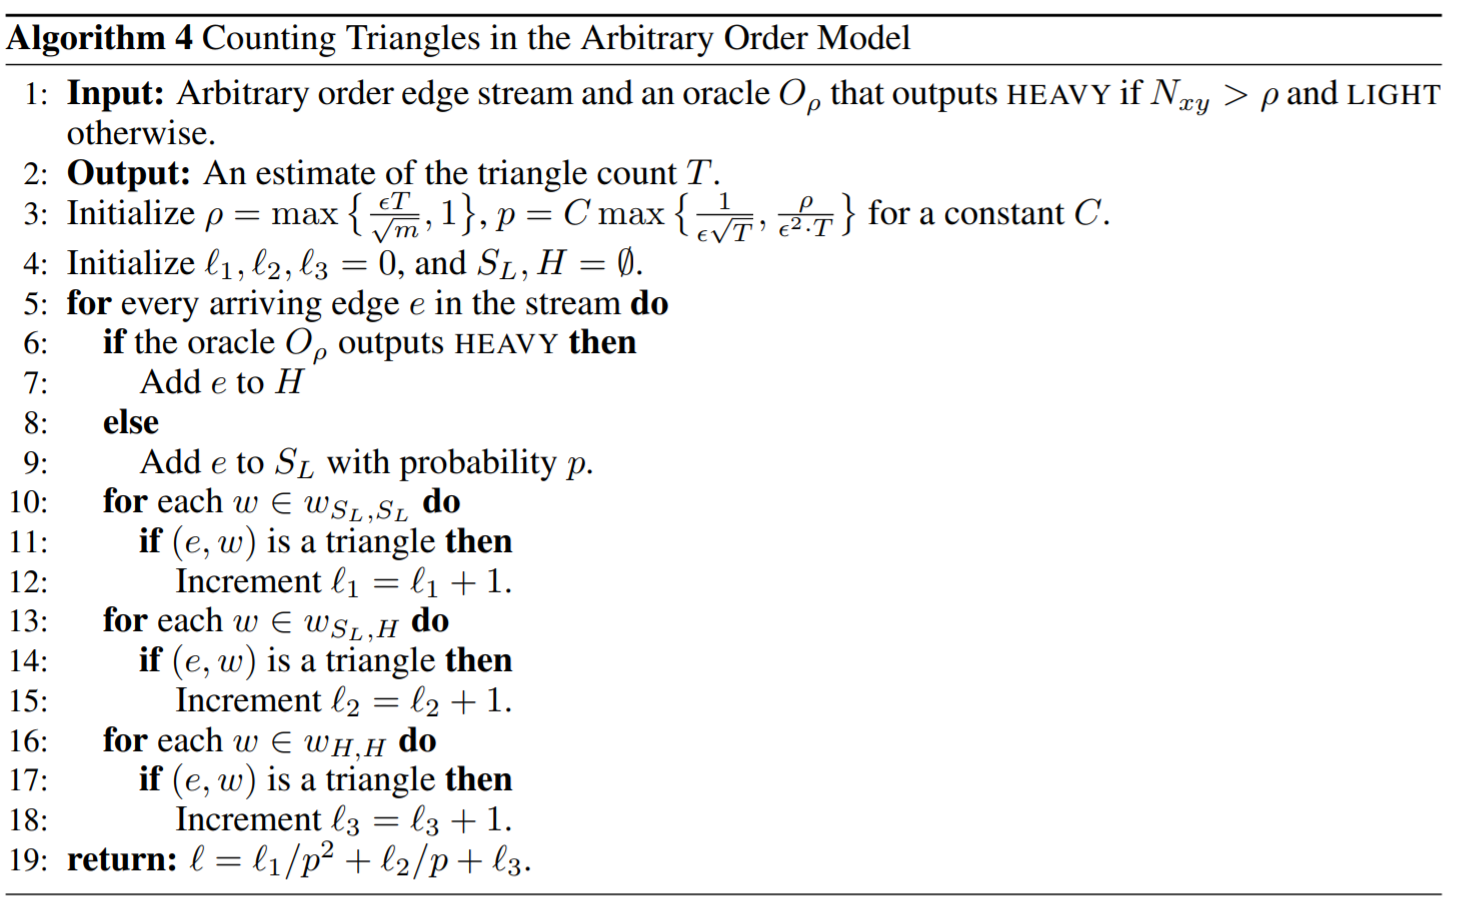 Algorithm 4 Counting Triangles in the Arbitrary Order Model
1: Input: Arbitrary order edge stream and an oracle $O_\rho$ that outputs HEAVY if $N_{xy} > \rho$ and LIGHT
otherwise.
2: Output: An estimate of the triangle count $T$.
3: Initialize $\rho = \max\left\{\frac{\epsilon T}{\sqrt{m}}, 1\right\}, p = C \max\left\{\frac{1}{\epsilon\sqrt{T}}, \frac{\rho}{\epsilon^2 \cdot T}\right\}$ for a constant $C$.
4: Initialize $\ell_1, \ell_2, \ell_3 = 0$, and $S_L, H = \emptyset$.
5: for every arriving edge $e$ in the stream do
6: if the oracle $O_\rho$ outputs HEAVY then
7: Add $e$ to $H$
8: else
9: Add $e$ to $S_L$ with probability $p$.
10: for each $w \in w_{S_L,S_L}$ do
11: if $(e, w)$ is a triangle then
12: Increment $\ell_1 = \ell_1 + 1$.
13: for each $w \in w_{S_L,H}$ do
14: if $(e, w)$ is a triangle then
15: Increment $\ell_2 = \ell_2 + 1$.
16: for each $w \in w_{H,H}$ do
17: if $(e, w)$ is a triangle then
18: Increment $\ell_3 = \ell_3 + 1$.
19: return: $\ell = \ell_1/p^2 + \ell_2/p + \ell_3$.